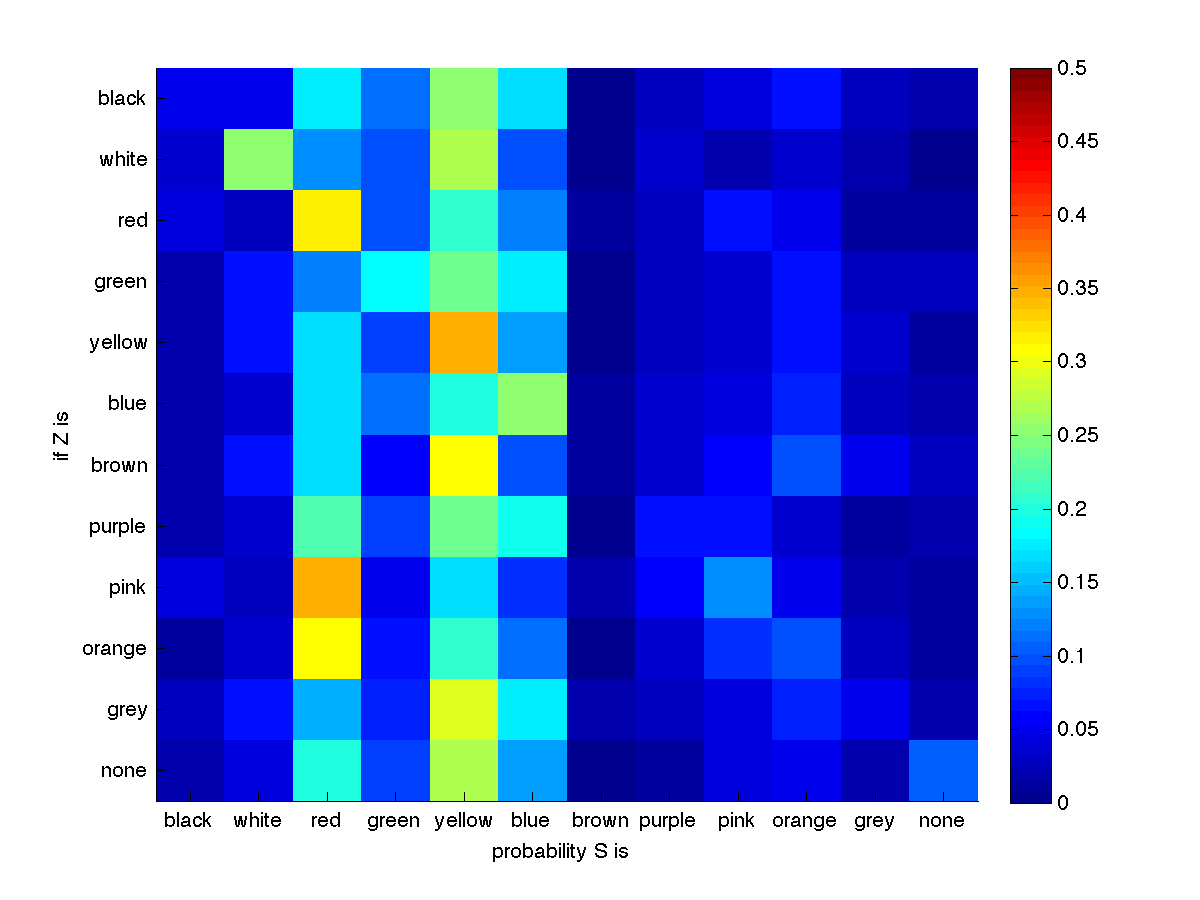 black
white
red
green
yellow
blue
brown
purple
pink
orange
grey
none
if Z is
black white red green yellow blue brown purple pink orange grey none
probability S is
0.5
0.45
0.4
0.35
0.3
0.25
0.2
0.15
0.1
0.05
0